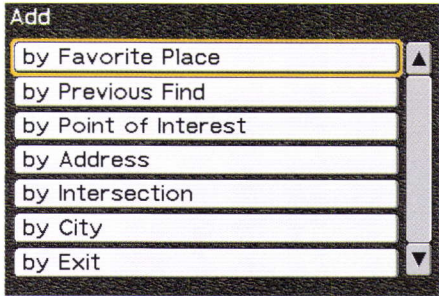 Add
by Favorite Place
by Previous Find
by Point of Interest
by Address
by Intersection
by City
by Exit